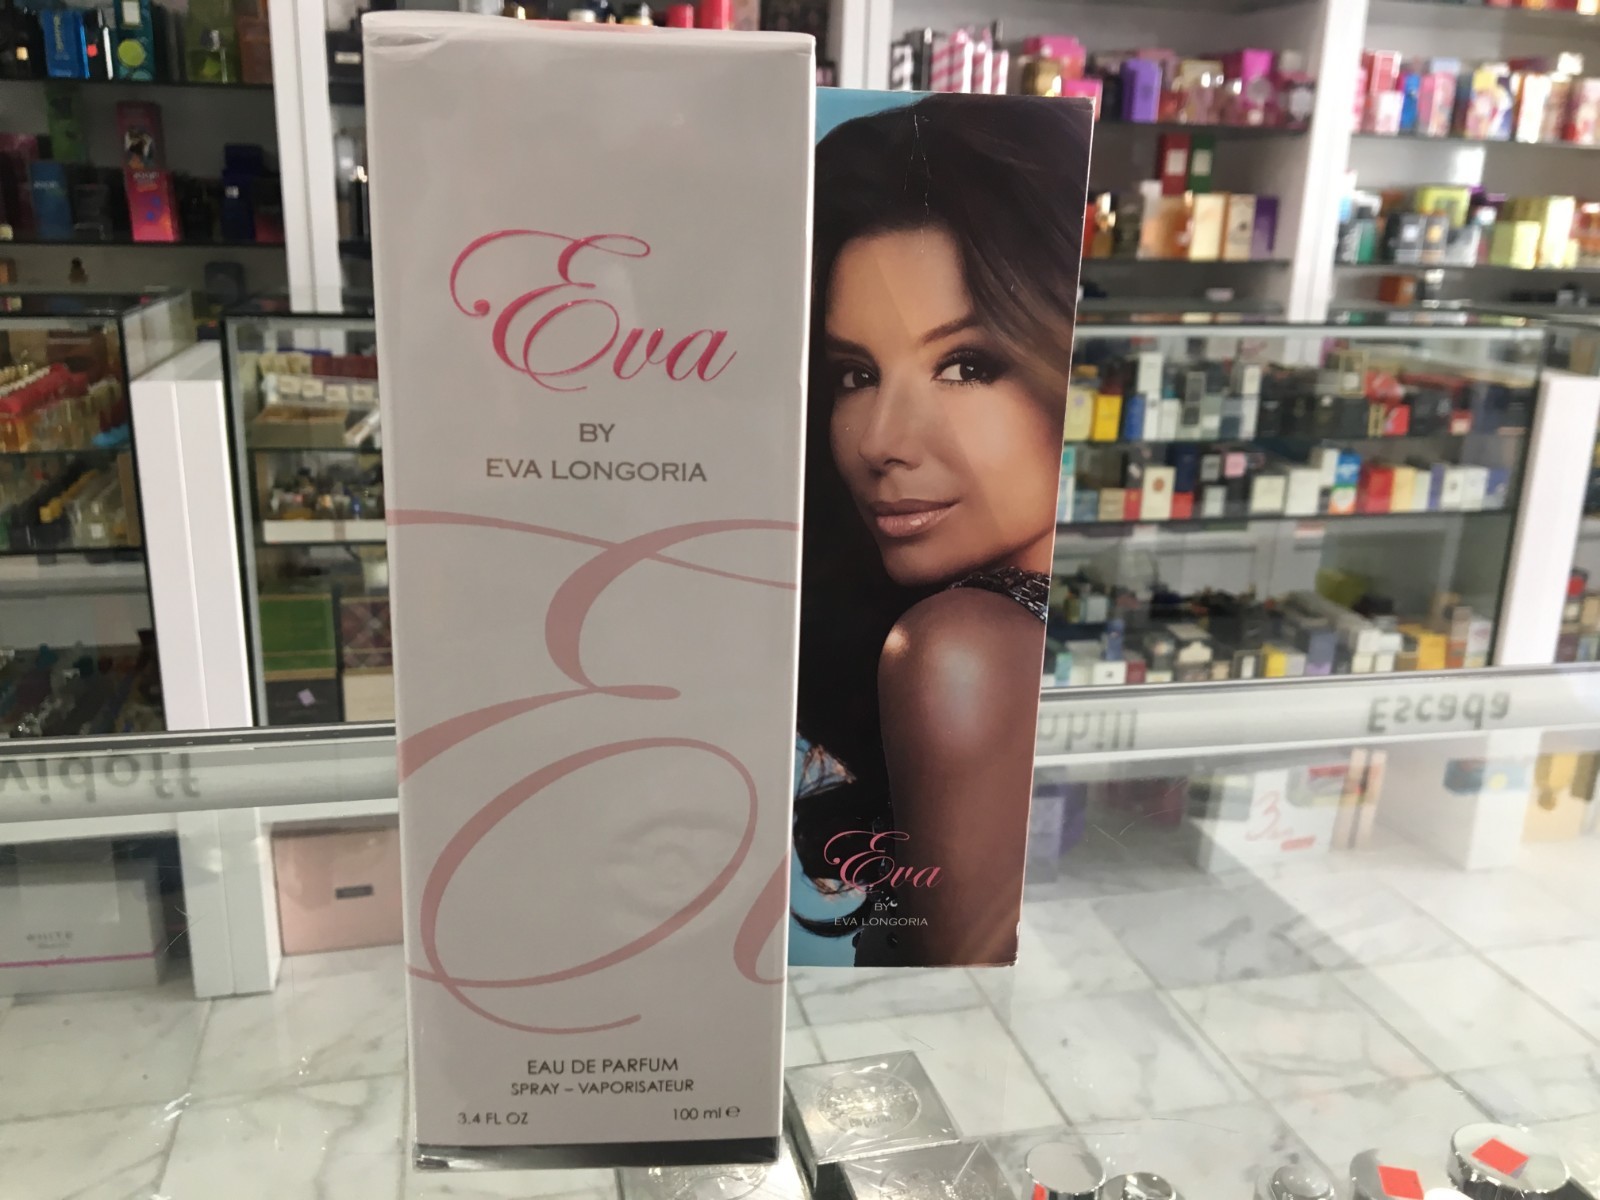 Eva
BY
EVA LONGORIA
EAU DE PARFUM
SPRAY – VAPORISATEUR
3.4 FL OZ
100 ml ℮
Eva
BY
EVA LONGORIA
Escada
WHITE